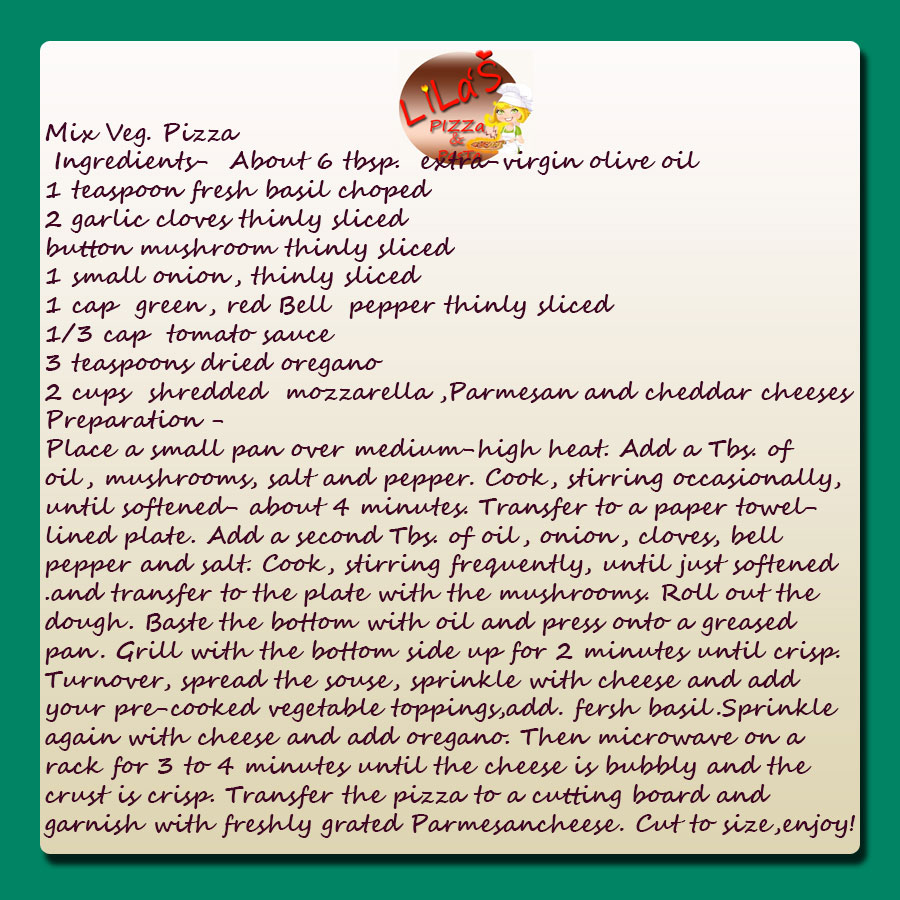 LiLa'S
PIZZa
&
Mix Veg. Pizza
Ingredients- About 6 tbsp. extra-virgin olive oil
1 teaspoon fresh basil choped
2 garlic cloves thinly sliced
button mushroom thinly sliced
1 small onion, thinly sliced
1 cap green, red Bell pepper thinly sliced
1/3 cap tomato sauce
3 teaspoons dried oregano
2 cups shredded mozzarella ,Parmesan and cheddar cheeses
Preparation -
Place a small pan over medium-high heat. Add a Tbs. of
oil, mushrooms, salt and pepper. Cook, stirring occasionally,
until softened- about 4 minutes. Transfer to a paper towel-
lined plate. Add a second Tbs. of oil, onion, cloves, bell
pepper and salt. Cook, stirring frequently, until just softened
.and transfer to the plate with the mushrooms. Roll out the
dough. Baste the bottom with oil and press onto a greased
pan. Grill with the bottom side up for 2 minutes until crisp.
Turnover, spread the souse, sprinkle with cheese and add
your pre-cooked vegetable toppings,add. fersh basil.Sprinkle
again with cheese and add oregano. Then microwave on a
rack for 3 to 4 minutes until the cheese is bubbly and the
crust is crisp. Transfer the pizza to a cutting board and
garnish with freshly grated Parmesancheese. Cut to size,enjoy!